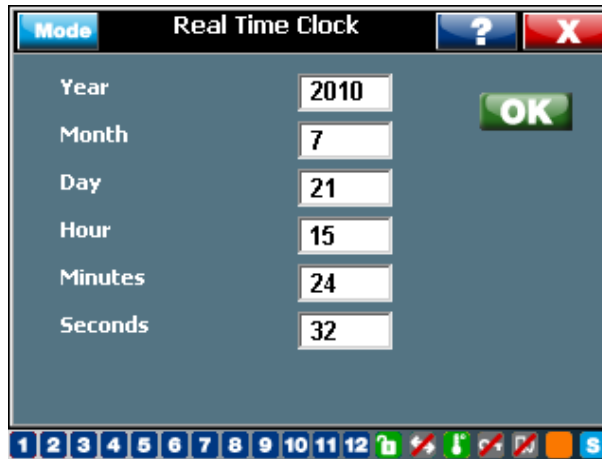 Mode Real Time Clock ? X
Year 2010
OK
Month 7
Day 21
Hour 15
Minutes 24
Seconds 32
1 2 3 4 5 6 7 8 9 10 11 12 S